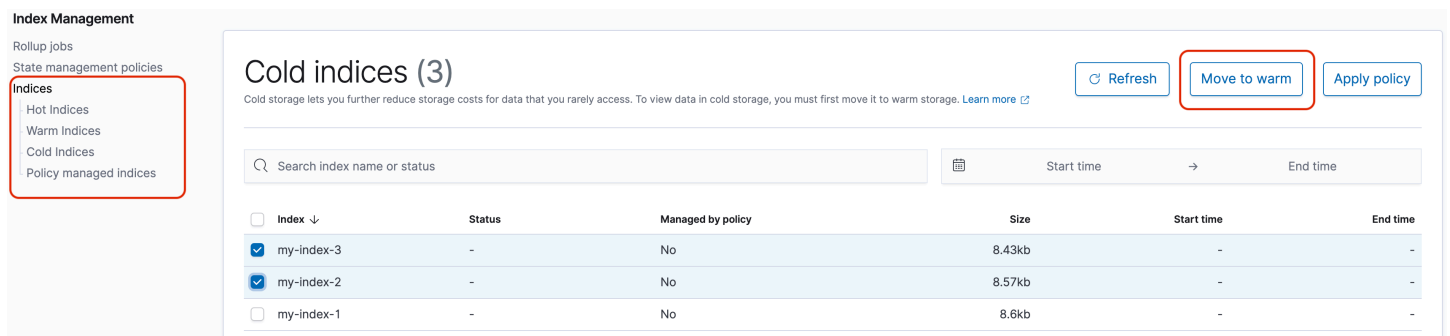 Index Management
Rollup jobs
State management policies
Indices
Hot Indices
Warm Indices
Cold Indices
Policy managed indices
Cold indices (3)
Refresh
Move to warm
Apply policy
Cold storage lets you further reduce storage costs for data that you rarely access. To view data in cold storage, you must first move it to warm storage. Learn more
Search index name or status
Start time → End time
Index ↓ Status Managed by policy Size Start time End time
my-index-3 - No 8.43kb - -
my-index-2 - No 8.57kb - -
my-index-1 - No 8.6kb - -